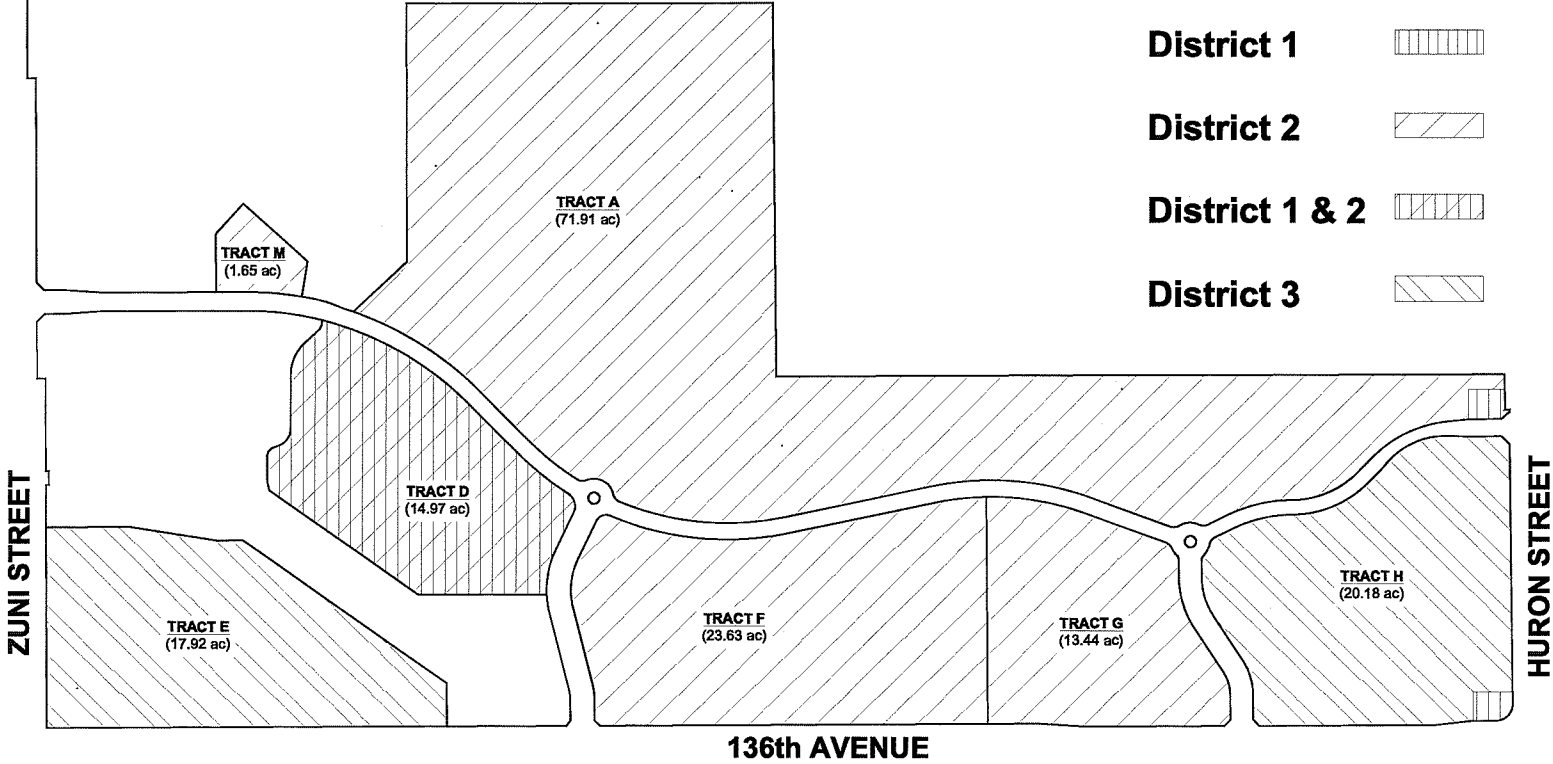 District 1
District 2
District 1 & 2
District 3
TRACT A
(71.91 ac)
TRACT M
(1.65 ac)
TRACT D
(14.97 ac)
TRACT E
(17.92 ac)
TRACT F
(23.63 ac)
TRACT G
(13.44 ac)
TRACT H
(20.18 ac)
ZUNI STREET
HURON STREET
136th AVENUE